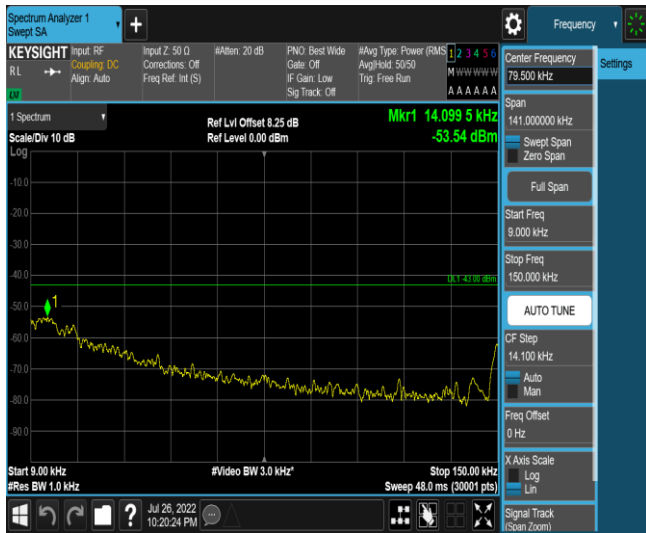 Spectrum Analyzer 1
Swept SA
Frequency
KEYSIGHT
Input: RF
Input Z: 50 Ω
#Atten: 20 dB
PNO: Best Wide
#Avg Type: Power (RMS
1 2 3 4 5 6
RL
Coupling: DC
Corrections: Off
Gate: Off
Avg|Hold: 50/50
M W W W W W
Align: Auto
Freq Ref: Int (S)
IF Gain: Low
Trig: Free Run
Sig Track: Off
A A A A A A
1 Spectrum
Ref Lvl Offset 8.25 dB
Mkr1 14.099 5 kHz
Scale/Div 10 dB
Ref Level 0.00 dBm
-53.54 dBm
Log
-10.0
-20.0
-30.0
-40.0
DL1 -43.00 dBm
-50.0
1
-60.0
-70.0
-80.0
-90.0
Start 9.00 kHz
#Video BW 3.0 kHz*
Stop 150.00 kHz
#Res BW 1.0 kHz
Sweep 48.0 ms (30001 pts)
?
Jul 26, 2022
10:20:24 PM
Center Frequency
79.500 kHz
Span
141.000000 kHz
Swept Span
Zero Span
Full Span
Start Freq
9.000 kHz
Stop Freq
150.000 kHz
AUTO TUNE
CF Step
14.100 kHz
Auto
Man
Freq Offset
0 Hz
X Axis Scale
Log
Lin
Signal Track
(Span Zoom)
Settings